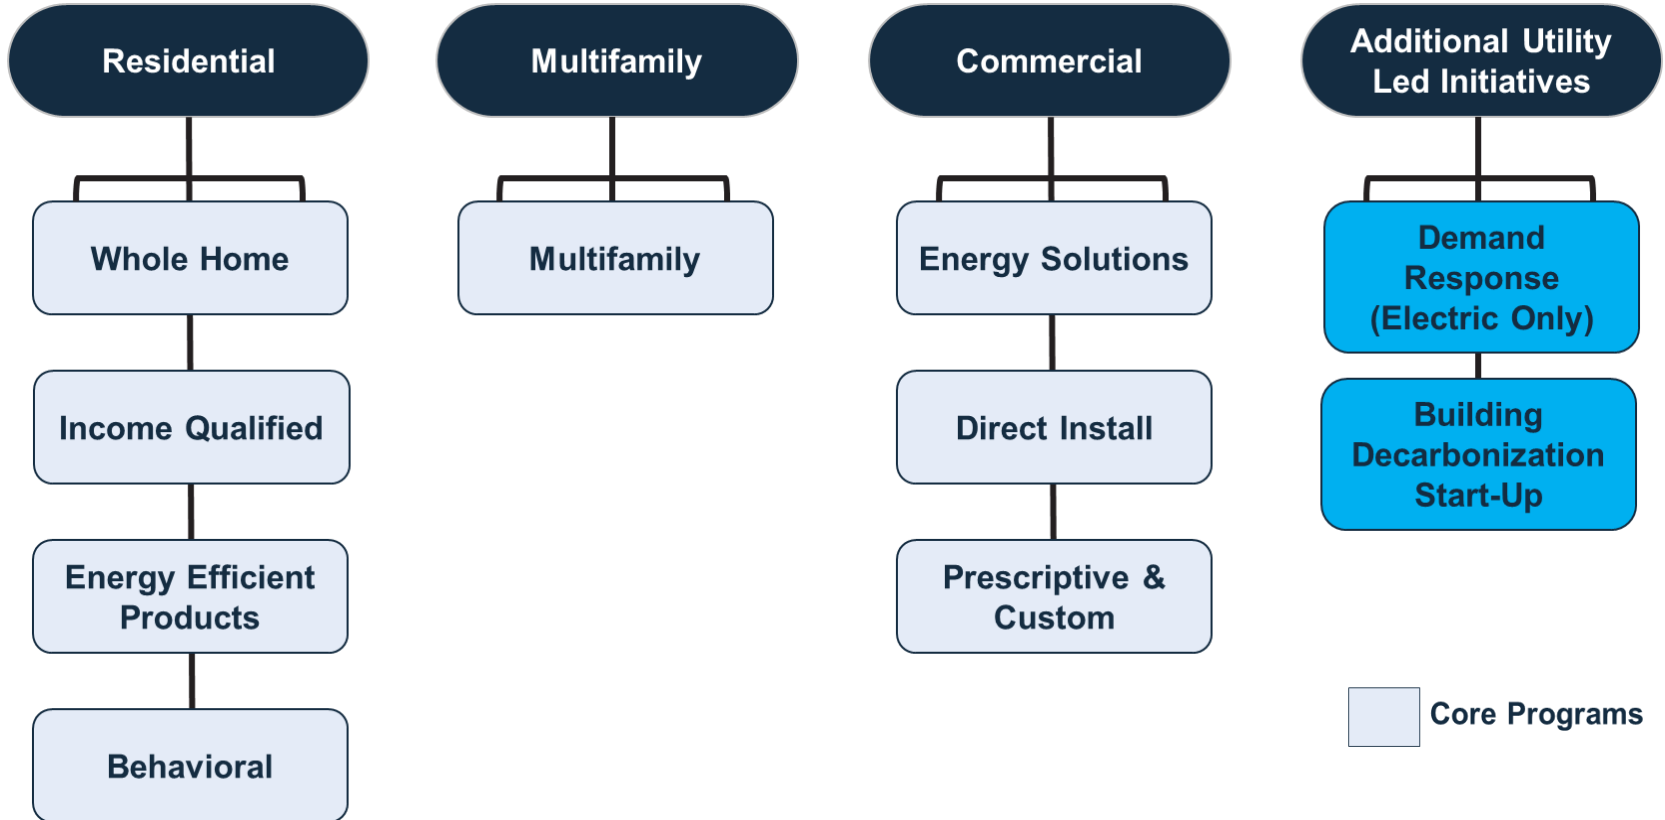 Residential
Whole Home
Income Qualified
Energy Efficient
Products
Behavioral
Multifamily
Multifamily
Commercial
Energy Solutions
Direct Install
Prescriptive &
Custom
Additional Utility
Led Initiatives
Demand
Response
(Electric Only)
Building
Decarbonization
Start-Up
Core Programs